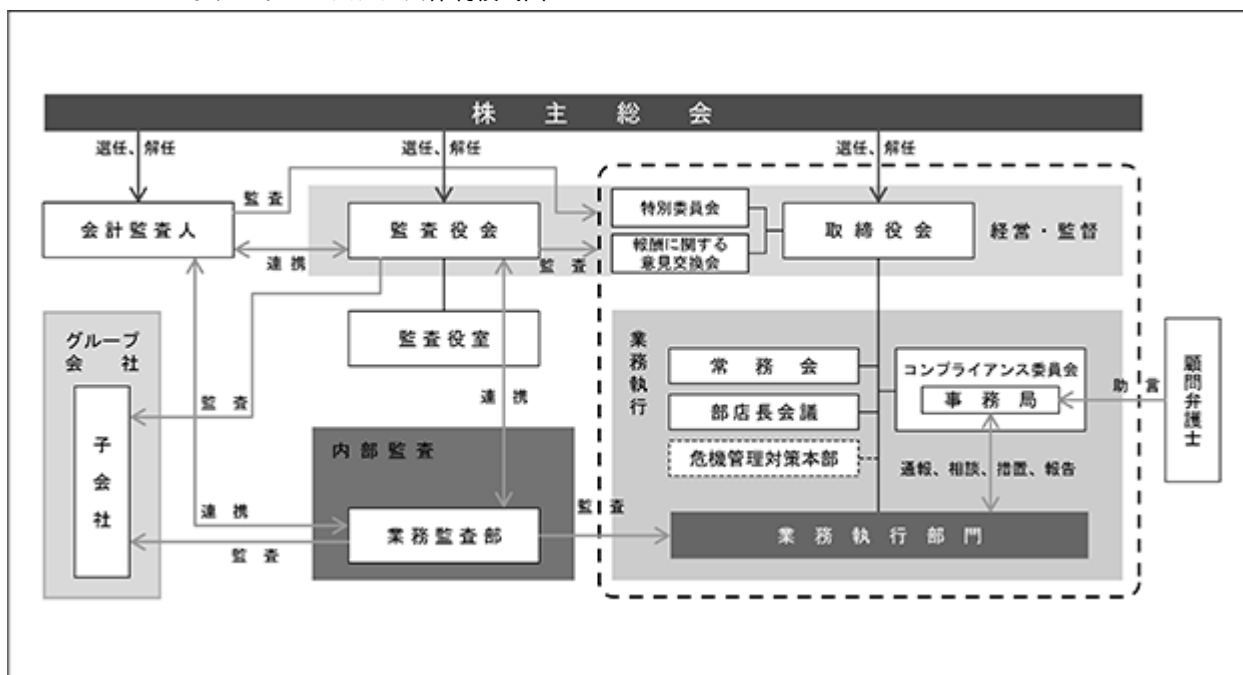 株主総会
選任、解任
選任、解任
選任、解任
監査
会計監査人
監査役会
特別委員会
報酬に関する
意見交換会
取締役会
経営・監督
連携
監査
グループ
会社
子会社
監査役室
監査
連携
業務執行
常務会
部店長会議
危機管理対策本部
コンプライアンス委員会
事務局
助言
顧問弁護士
通報、相談、措置、報告
内部監査
連携
業務監査部
監査
監査
業務執行部門